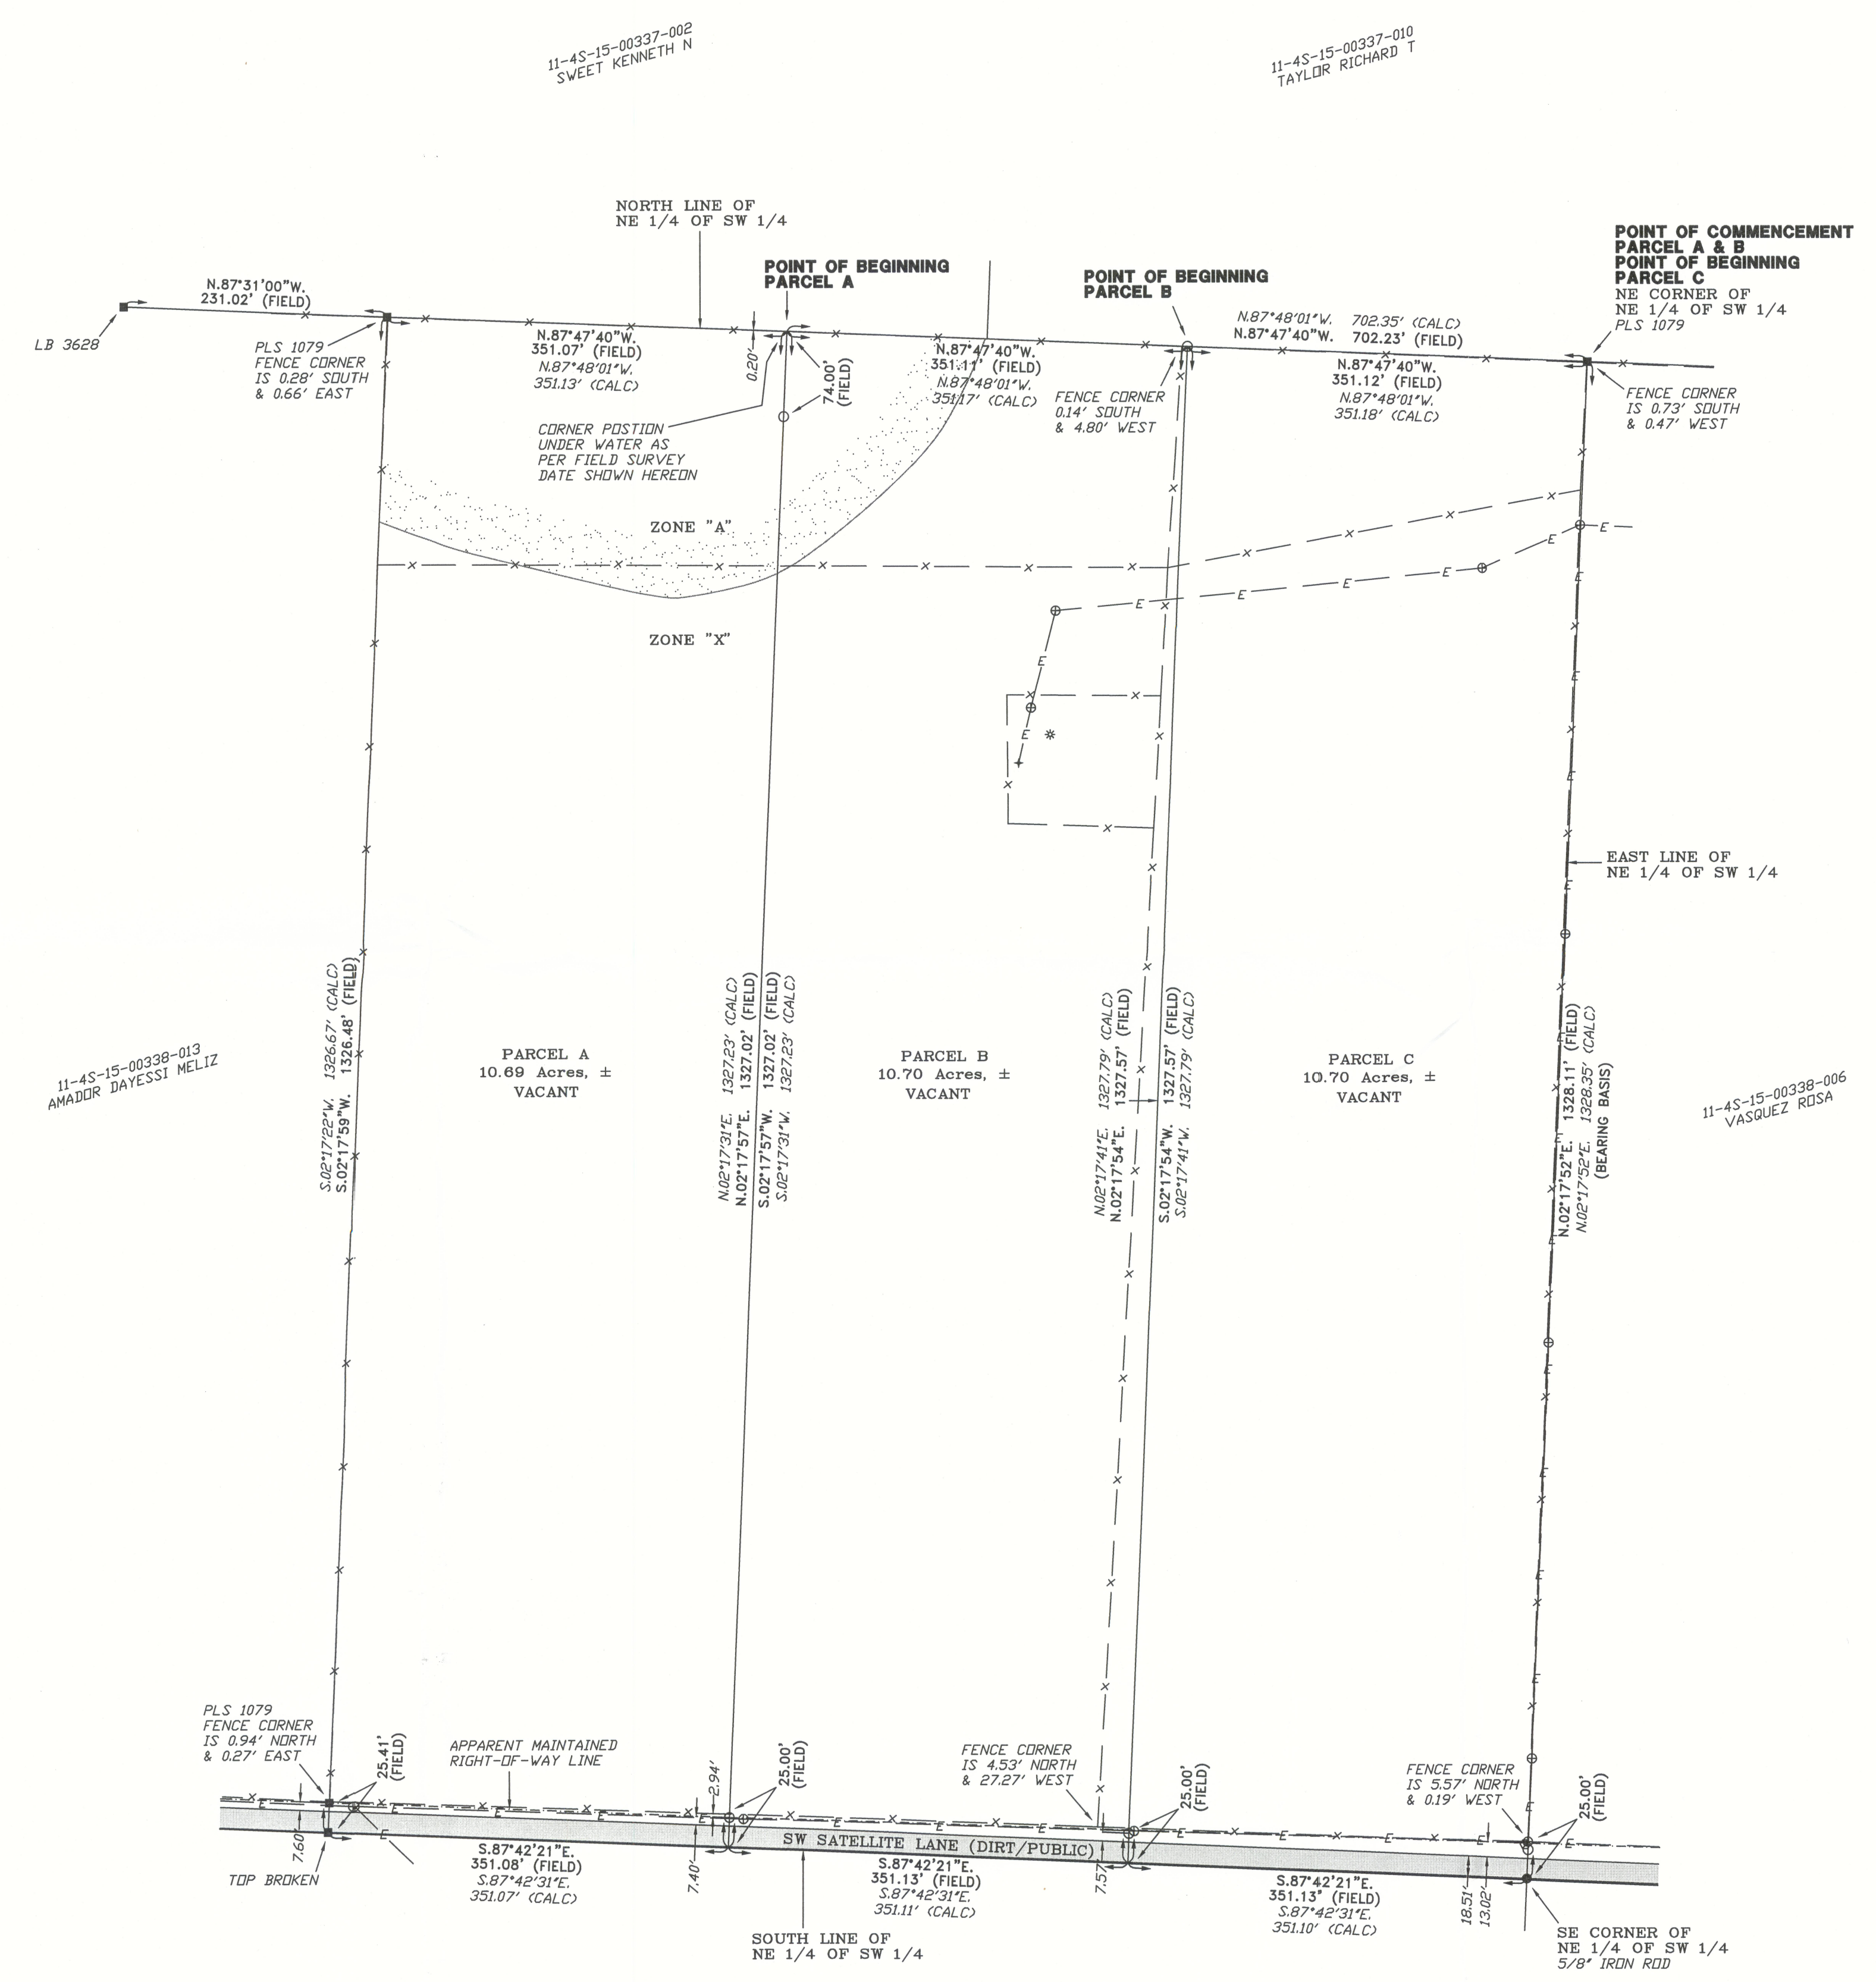 11-4S-15-00337-002
SWEET KENNETH N
11-4S-15-00337-010
TAYLOR RICHARD T
NORTH LINE OF
NE 1/4 OF SW 1/4
POINT OF BEGINNING
PARCEL A
POINT OF BEGINNING
PARCEL B
POINT OF COMMENCEMENT
PARCEL A & B
POINT OF BEGINNING
PARCEL C
NE CORNER OF
NE 1/4 OF SW 1/4
PLS 1079
N.87°31'00"W.
231.02' (FIELD)
LB 3628
PLS 1079
FENCE CORNER
IS 0.28' SOUTH
& 0.66' EAST
N.87°47'40"W.
351.07' (FIELD)
N.87°48'01"W.
351.13' (CALC)
0.20'
74.00'
(FIELD)
N.87°47'40"W.
351.11' (FIELD)
N.87°48'01"W.
351.17' (CALC)
N.87°48'01"W. 702.35' (CALC)
N.87°47'40"W. 702.23' (FIELD)
N.87°47'40"W.
351.12' (FIELD)
N.87°48'01"W.
351.18' (CALC)
FENCE CORNER
0.14' SOUTH
& 4.80' WEST
FENCE CORNER
IS 0.73' SOUTH
& 0.47' WEST
CORNER POSTION
UNDER WATER AS
PER FIELD SURVEY
DATE SHOWN HEREON
ZONE "A"
ZONE "X"
EAST LINE OF
NE 1/4 OF SW 1/4
S.02°17'22"W. 1326.67' (CALC)
S.02°17'59"W. 1326.48' (FIELD)
N.02°17'31"E. 1327.23' (CALC)
N.02°17'57"E. 1327.02' (FIELD)
S.02°17'57"W. 1327.02' (FIELD)
S.02°17'31"W. 1327.23' (CALC)
N.02°17'41"E. 1327.79' (CALC)
N.02°17'54"E. 1327.57' (FIELD)
S.02°17'54"W. 1327.57' (FIELD)
S.02°17'41"W. 1327.79' (CALC)
N.02°17'52"E. 1328.11' (FIELD)
N.02°17'52"E. 1328.35' (CALC)
(BEARING BASIS)
PARCEL A
10.69 Acres, ±
VACANT
PARCEL B
10.70 Acres, ±
VACANT
PARCEL C
10.70 Acres, ±
VACANT
11-4S-15-00338-013
AMADOR DAYESSI MELIZ
11-4S-15-00338-006
VASQUEZ ROSA
PLS 1079
FENCE CORNER
IS 0.94' NORTH
& 0.27' EAST
25.41'
(FIELD)
APPARENT MAINTAINED
RIGHT-OF-WAY LINE
2.94'
25.00'
(FIELD)
FENCE CORNER
IS 4.53' NORTH
& 27.27' WEST
25.00'
(FIELD)
FENCE CORNER
IS 5.57' NORTH
& 0.19' WEST
25.00'
(FIELD)
SW SATELLITE LANE (DIRT/PUBLIC)
7.60'
TOP BROKEN
S.87°42'21"E.
351.08' (FIELD)
S.87°42'31"E.
351.07' (CALC)
7.40'
S.87°42'21"E.
351.13' (FIELD)
S.87°42'31"E.
351.11' (CALC)
7.57'
S.87°42'21"E.
351.13' (FIELD)
S.87°42'31"E.
351.10' (CALC)
18.51'
13.02'
SOUTH LINE OF
NE 1/4 OF SW 1/4
SE CORNER OF
NE 1/4 OF SW 1/4
5/8" IRON ROD